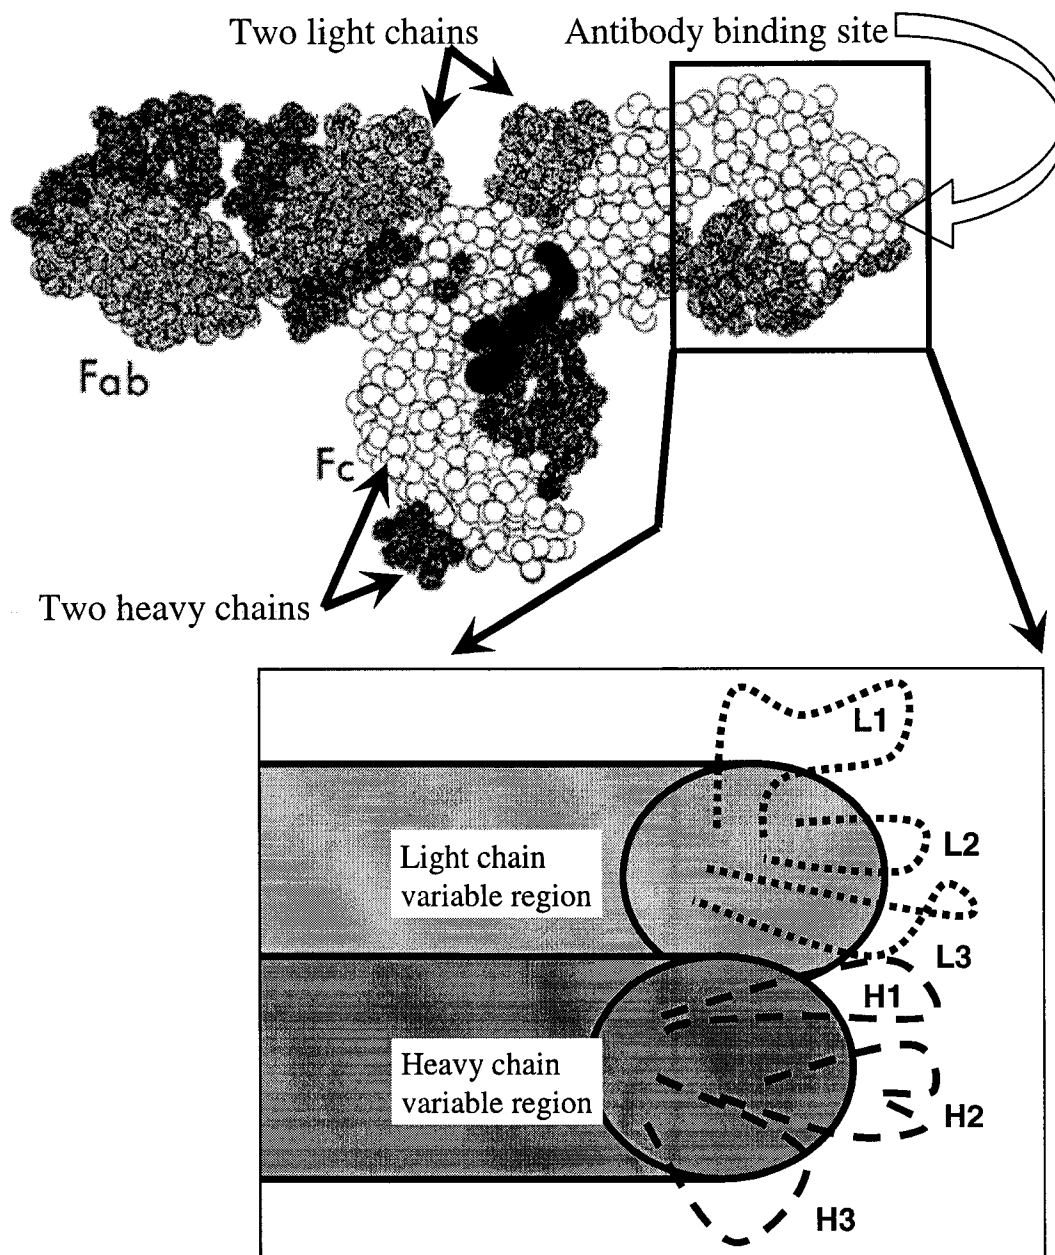 Two light chains
Antibody binding site
Fab
Fc
Two heavy chains
L1
Light chain
variable region
L2
L3
H1
Heavy chain
variable region
H2
H3